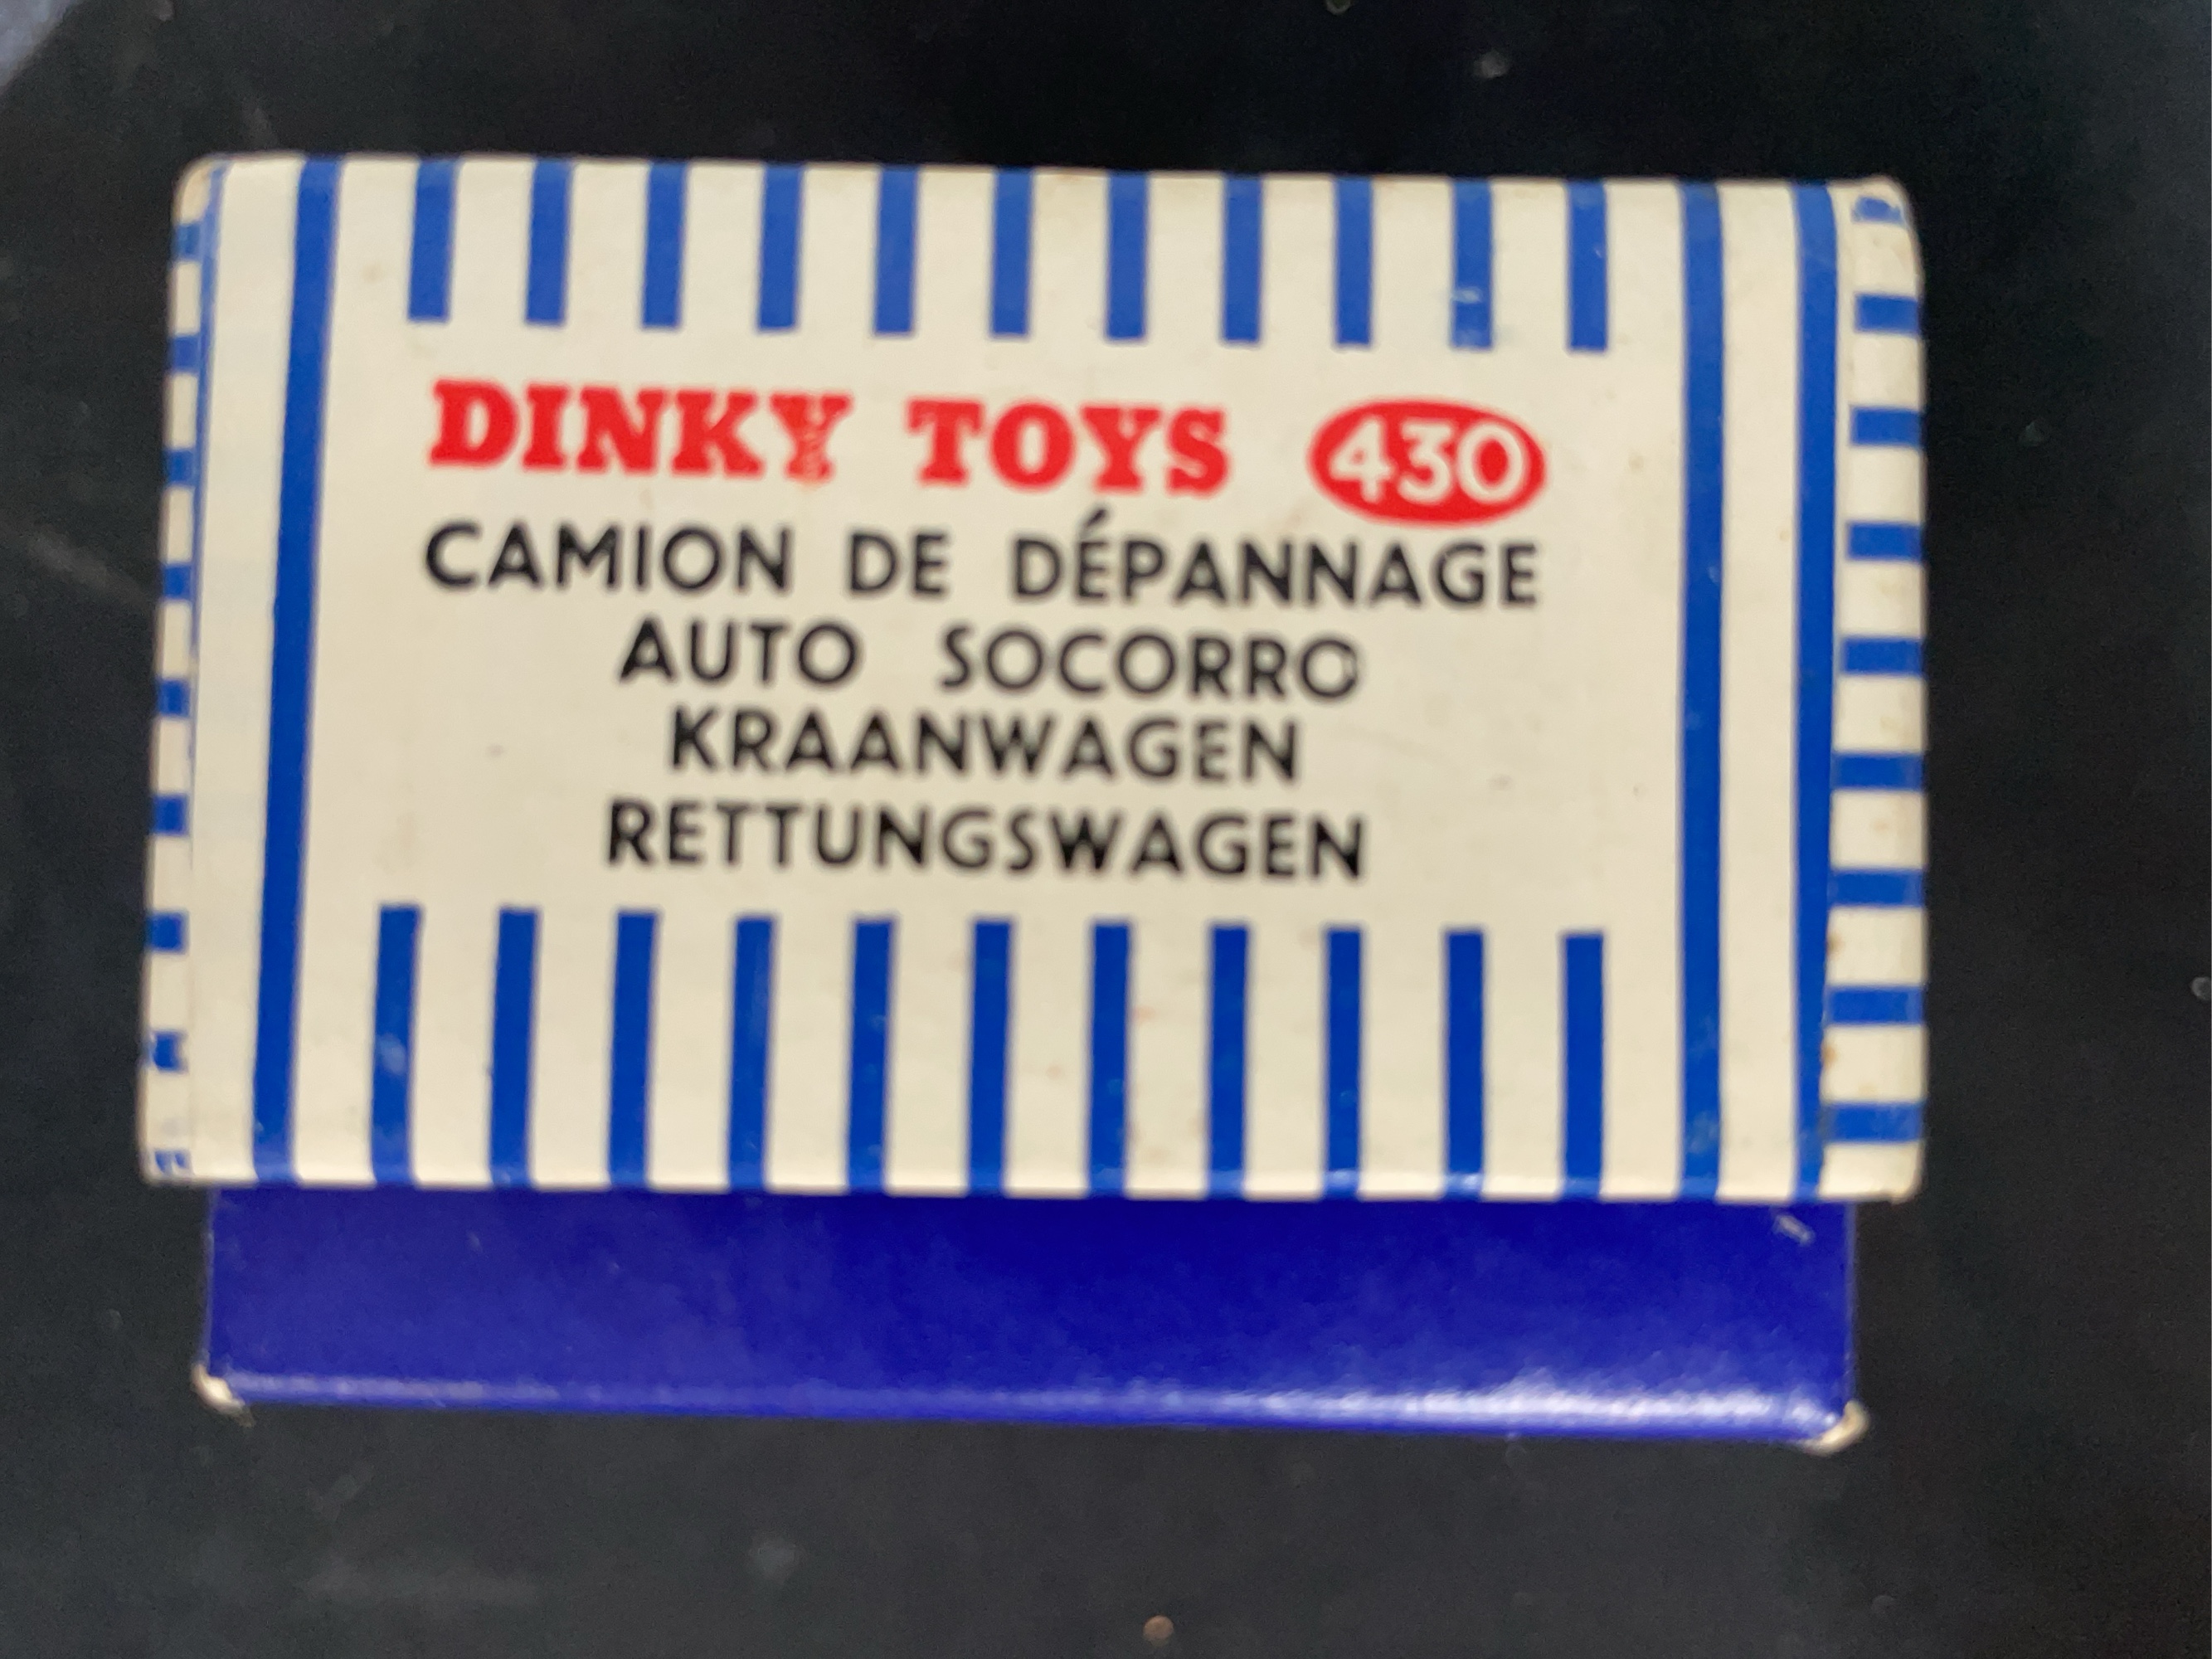 DINKY TOYS 430
CAMION DE DÉPANNAGE
AUTO SOCORRO
KRAANWAGEN
RETTUNGSWAGEN